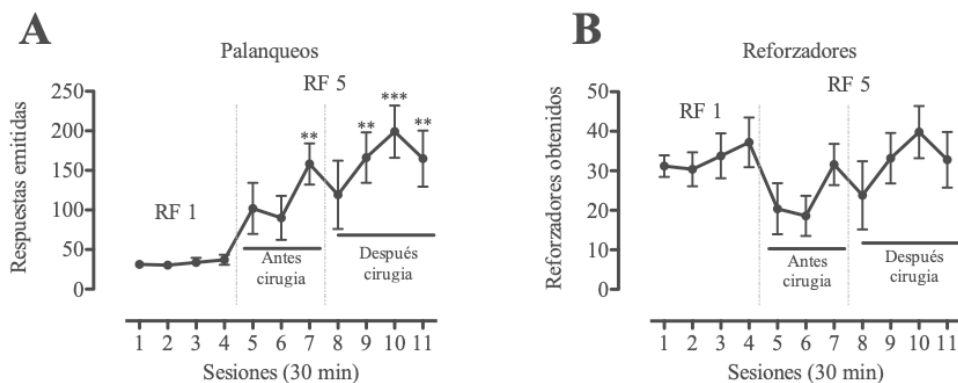 A
Palanqueos
RF 5
Respuestas emitidas
250
200
150
100
50
0
RF 1
**
**
***
**
Antes
cirugia
Después
cirugia
1 2 3 4 5 6 7 8 9 10 11
Sesiones (30 min)
B
Reforzadores
RF 5
Reforzadores obtenidos
50
40
30
20
10
0
RF 1
Antes
cirugia
Después
cirugia
1 2 3 4 5 6 7 8 9 10 11
Sesiones (30 min)